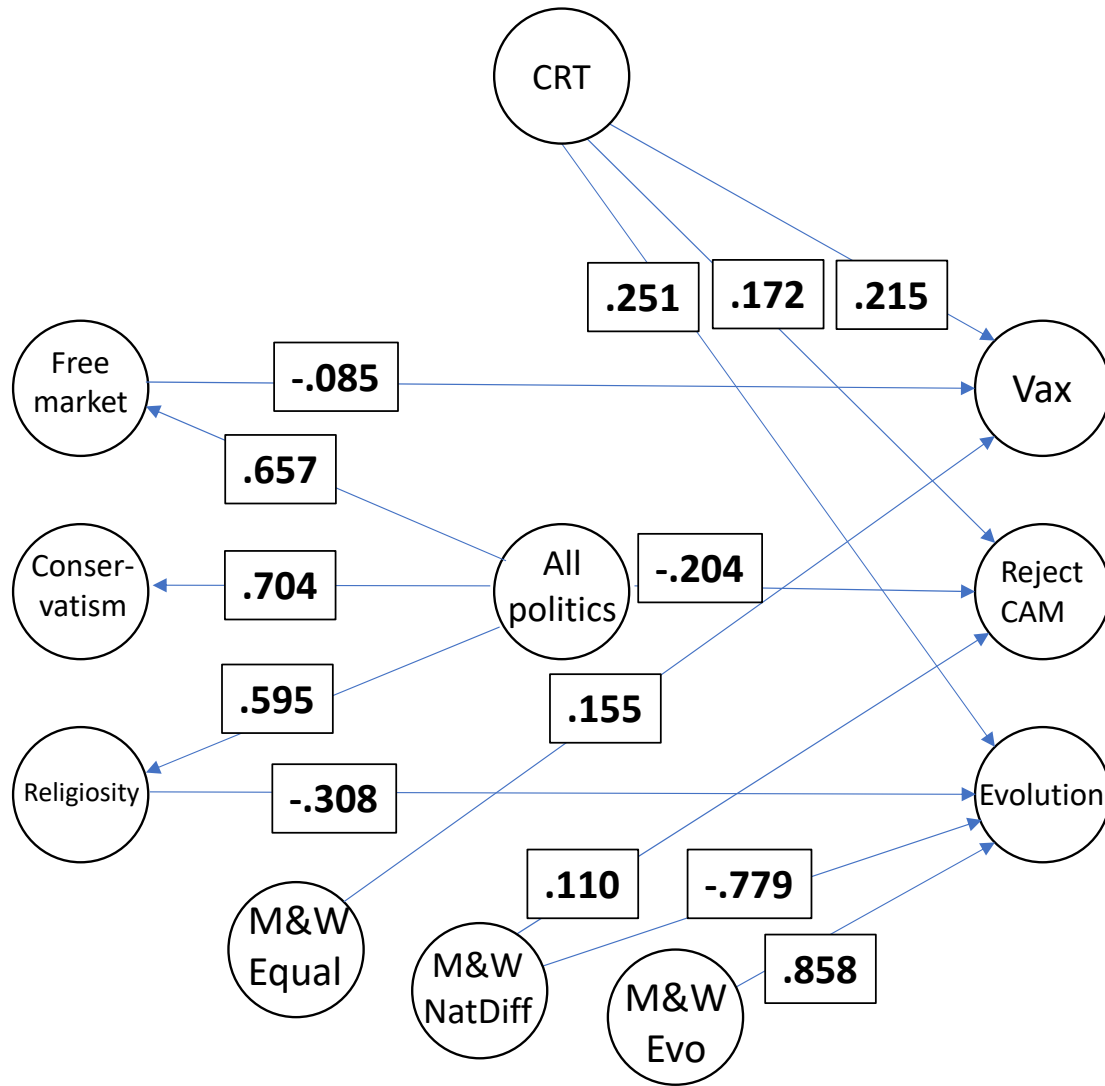 CRT
.251
.172
.215
Free
market
-.085
Vax
.657
Conser-
vatism
.704
All
politics
-.204
Reject
CAM
.595
.155
Religiosity
-.308
Evolution
.110
-.779
M&W
Equal
M&W
NatDiff
.858
M&W
Evo